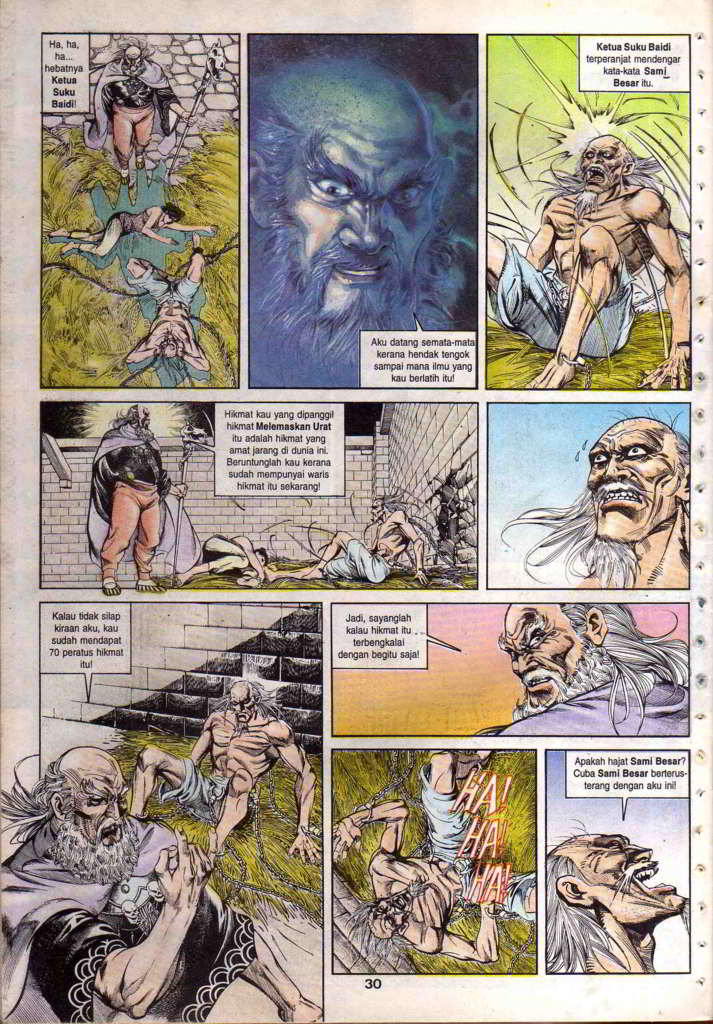 Ha, ha,
ha...
hebatnya
Ketua
Suku
Baidi!
Aku datang semata-mata
kerana hendak tengok
sampai mana ilmu yang
kau berlatih itu!
Ketua Suku Baidi
terperanjat mendengar
kata-kata Sami
Besar itu.
Hikmat kau yang dipanggil
hikmat Melemaskan Urat
itu adalah hikmat yang
amat jarang di dunia ini.
Beruntunglah kau kerana
sudah mempunyai waris
hikmat itu sekarang!
Kalau tidak silap
kiraan aku, kau
sudah mendapat
70 peratus hikmat
itu!
Jadi, sayanglah
kalau hikmat itu
terbengkalai
dengan begitu saja!
HA!
HA!
HA!
Apakah hajat Sami Besar?
Cuba Sami Besar berterus-
terang dengan aku ini!
30